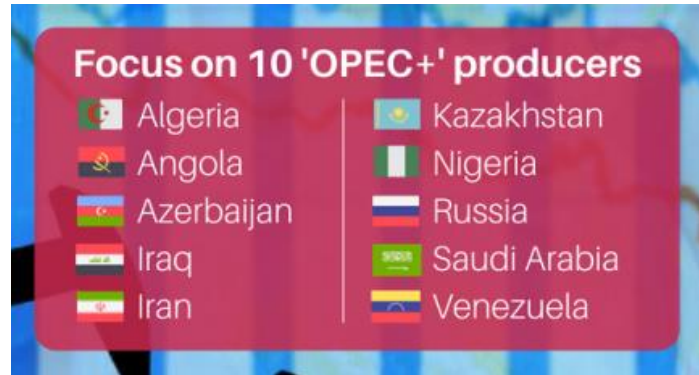 Focus on 10 'OPEC+' producers
Algeria
Angola
Azerbaijan
Iraq
Iran
Kazakhstan
Nigeria
Russia
Saudi Arabia
Venezuela